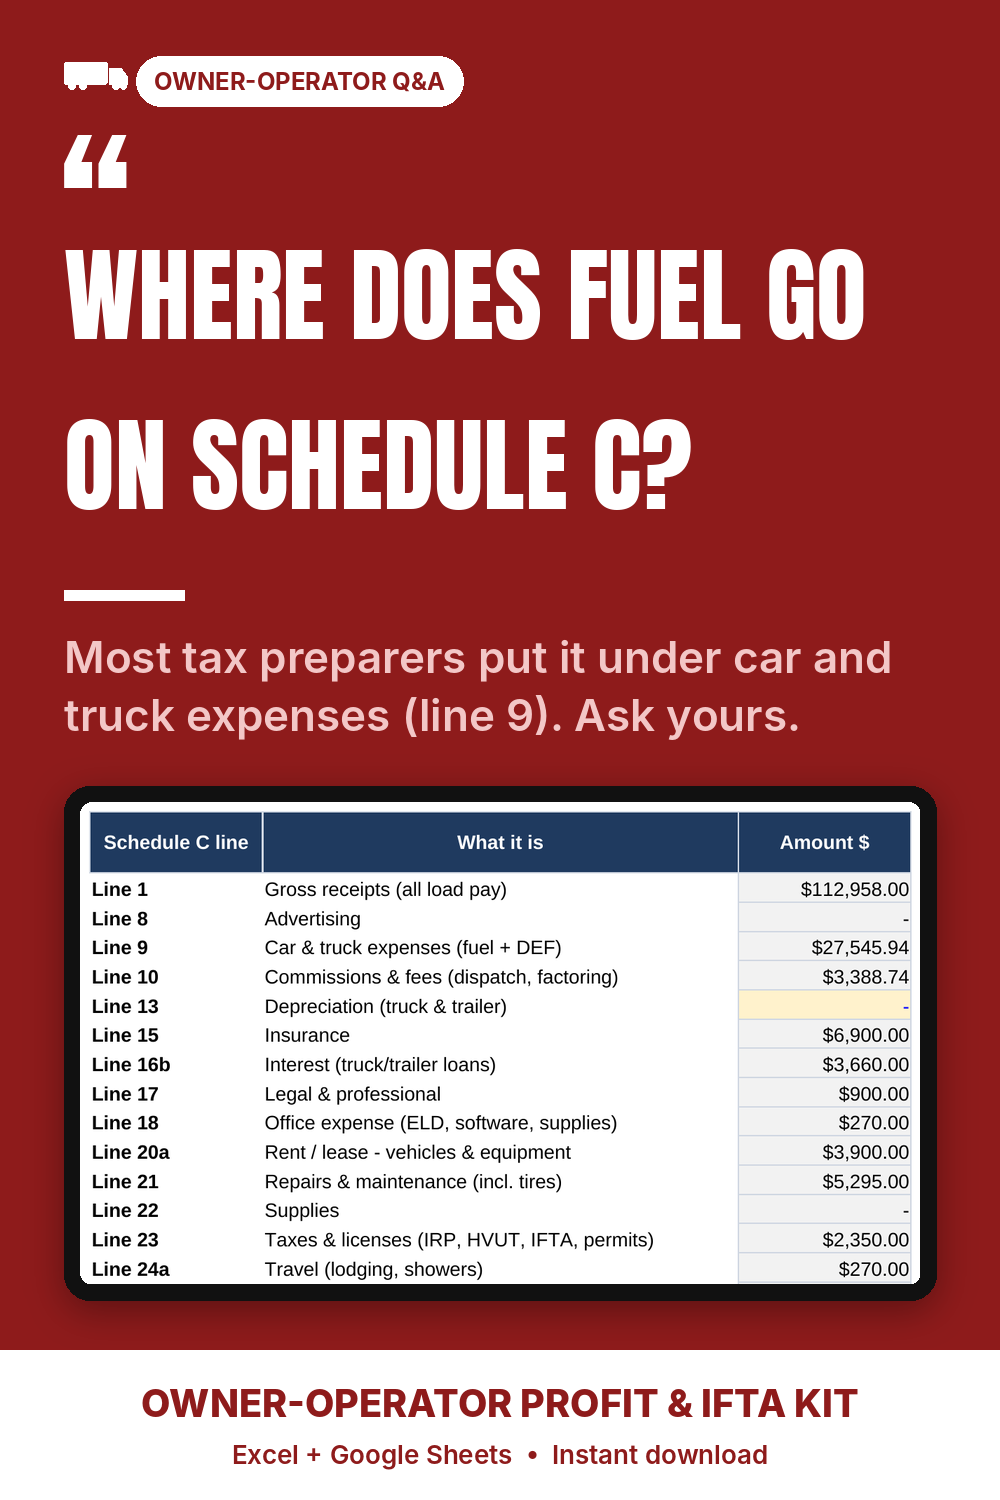 OWNER-OPERATOR Q&A
“
WHERE DOES FUEL GO
ON SCHEDULE C?
Most tax preparers put it under car and
truck expenses (line 9). Ask yours.
Schedule C line What it is Amount $
Line 1 Gross receipts (all load pay) $112,958.00
Line 8 Advertising -
Line 9 Car & truck expenses (fuel + DEF) $27,545.94
Line 10 Commissions & fees (dispatch, factoring) $3,388.74
Line 13 Depreciation (truck & trailer) -
Line 15 Insurance $6,900.00
Line 16b Interest (truck/trailer loans) $3,660.00
Line 17 Legal & professional $900.00
Line 18 Office expense (ELD, software, supplies) $270.00
Line 20a Rent / lease - vehicles & equipment $3,900.00
Line 21 Repairs & maintenance (incl. tires) $5,295.00
Line 22 Supplies -
Line 23 Taxes & licenses (IRP, HVUT, IFTA, permits) $2,350.00
Line 24a Travel (lodging, showers) $270.00
OWNER-OPERATOR PROFIT & IFTA KIT
Excel + Google Sheets • Instant download